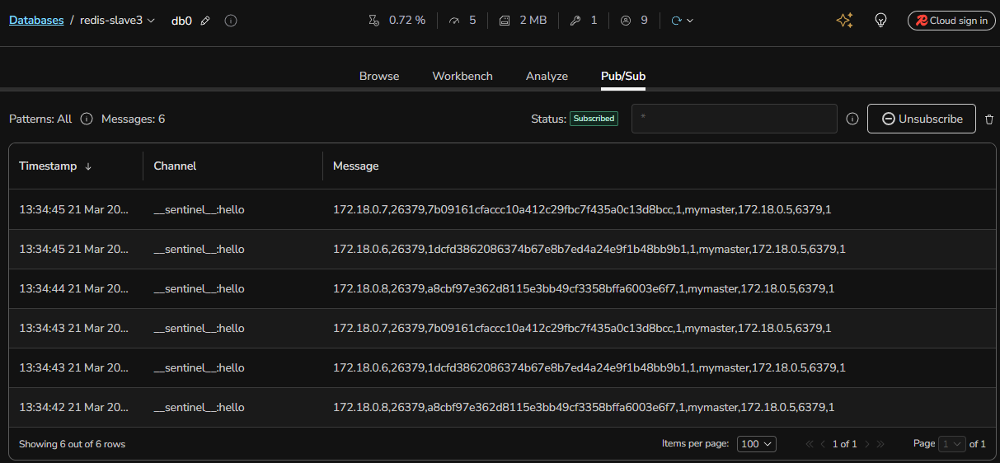 Databases / redis-slave3 db0 0.72 % 5 2 MB 1 9 Cloud sign in
Browse Workbench Analyze Pub/Sub
Patterns: All Messages: 6 Status: Subscribed * Unsubscribe
Timestamp Channel Message
13:34:45 21 Mar 20... __sentinel__:hello 172.18.0.7,26379,7b09161cfaccc10a412c29fbc7f435a0c13d8bcc,1,mymaster,172.18.0.5,6379,1
13:34:45 21 Mar 20... __sentinel__:hello 172.18.0.6,26379,1dcfd3862086374b67e8b7ed4a24e9f1b48bb9b1,1,mymaster,172.18.0.5,6379,1
13:34:44 21 Mar 20... __sentinel__:hello 172.18.0.8,26379,a8cbf97e362d8115e3bb49cf3358bffa6003e6f7,1,mymaster,172.18.0.5,6379,1
13:34:43 21 Mar 20... __sentinel__:hello 172.18.0.7,26379,7b09161cfaccc10a412c29fbc7f435a0c13d8bcc,1,mymaster,172.18.0.5,6379,1
13:34:43 21 Mar 20... __sentinel__:hello 172.18.0.6,26379,1dcfd3862086374b67e8b7ed4a24e9f1b48bb9b1,1,mymaster,172.18.0.5,6379,1
13:34:42 21 Mar 20... __sentinel__:hello 172.18.0.8,26379,a8cbf97e362d8115e3bb49cf3358bffa6003e6f7,1,mymaster,172.18.0.5,6379,1
Showing 6 out of 6 rows Items per page: 100 1 of 1 Page 1 of 1